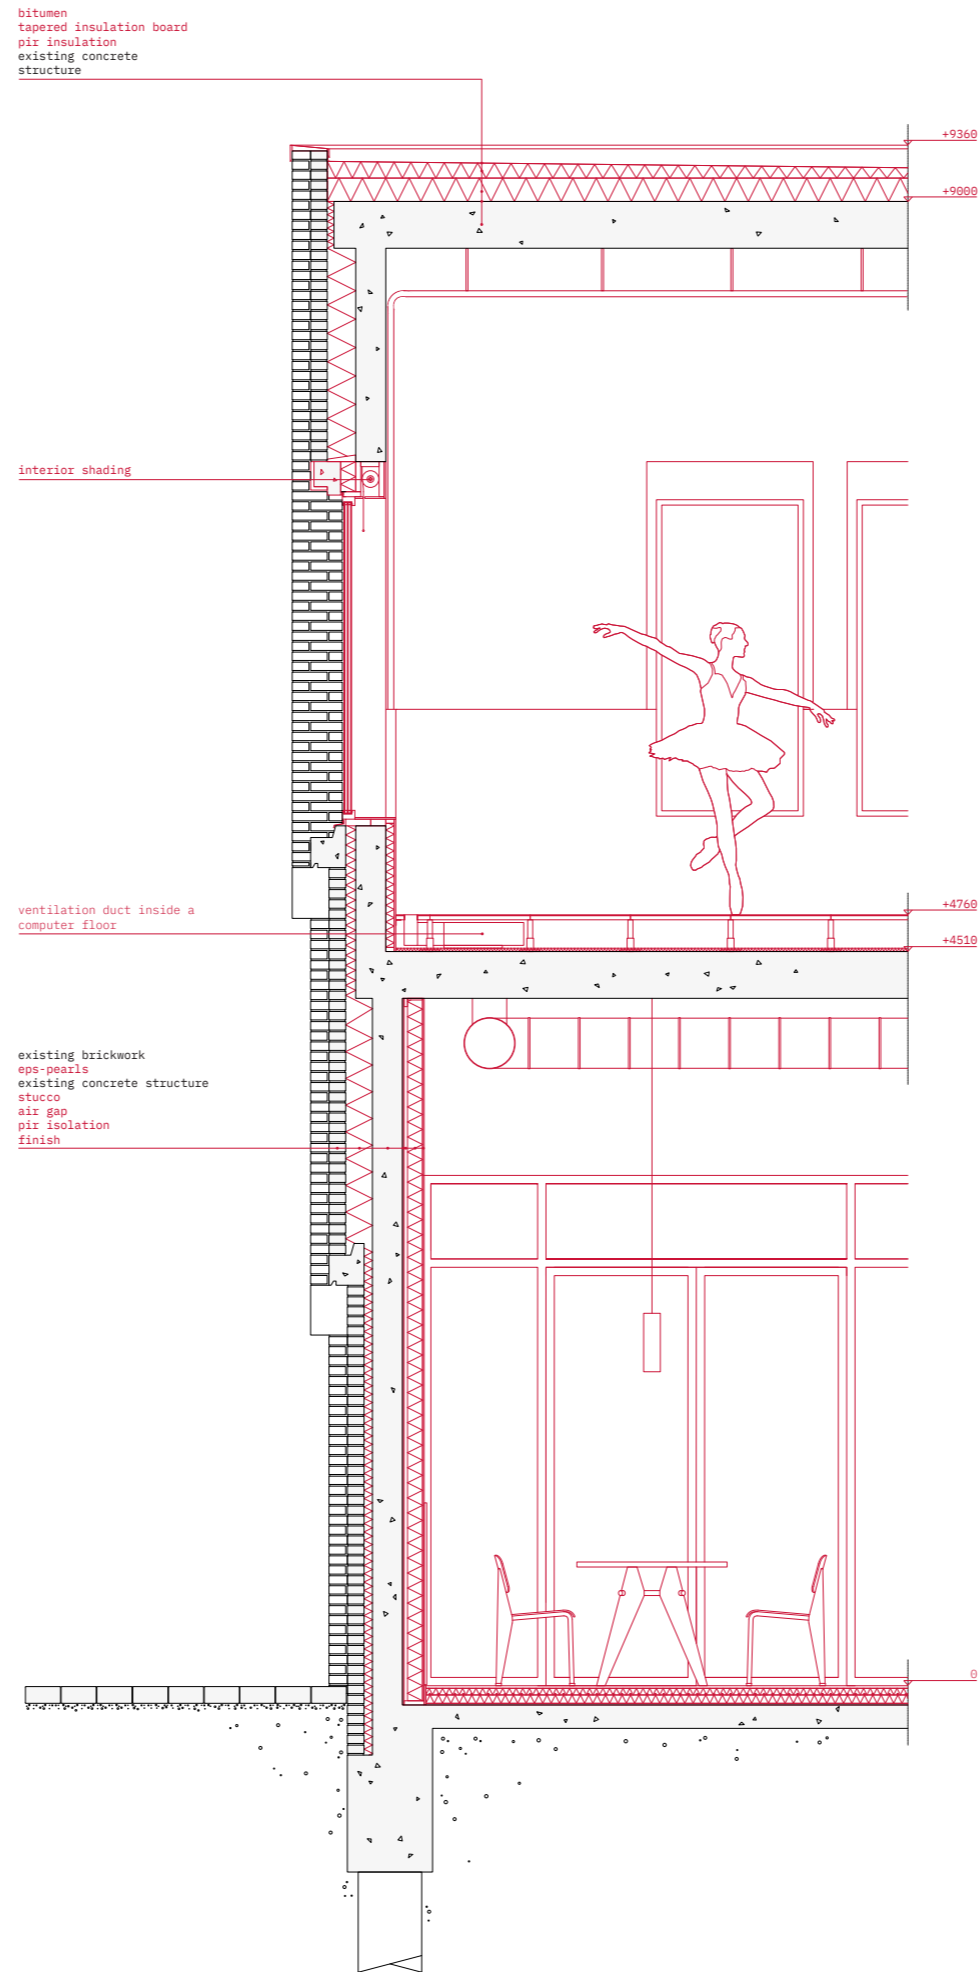 bitumen
tapered insulation board
pir insulation
existing concrete
structure
+9360
+9000
interior shading
ventilation duct inside a
computer floor
+4760
+4510
existing brickwork
eps-pearls
existing concrete structure
stucco
air gap
pir isolation
finish
0